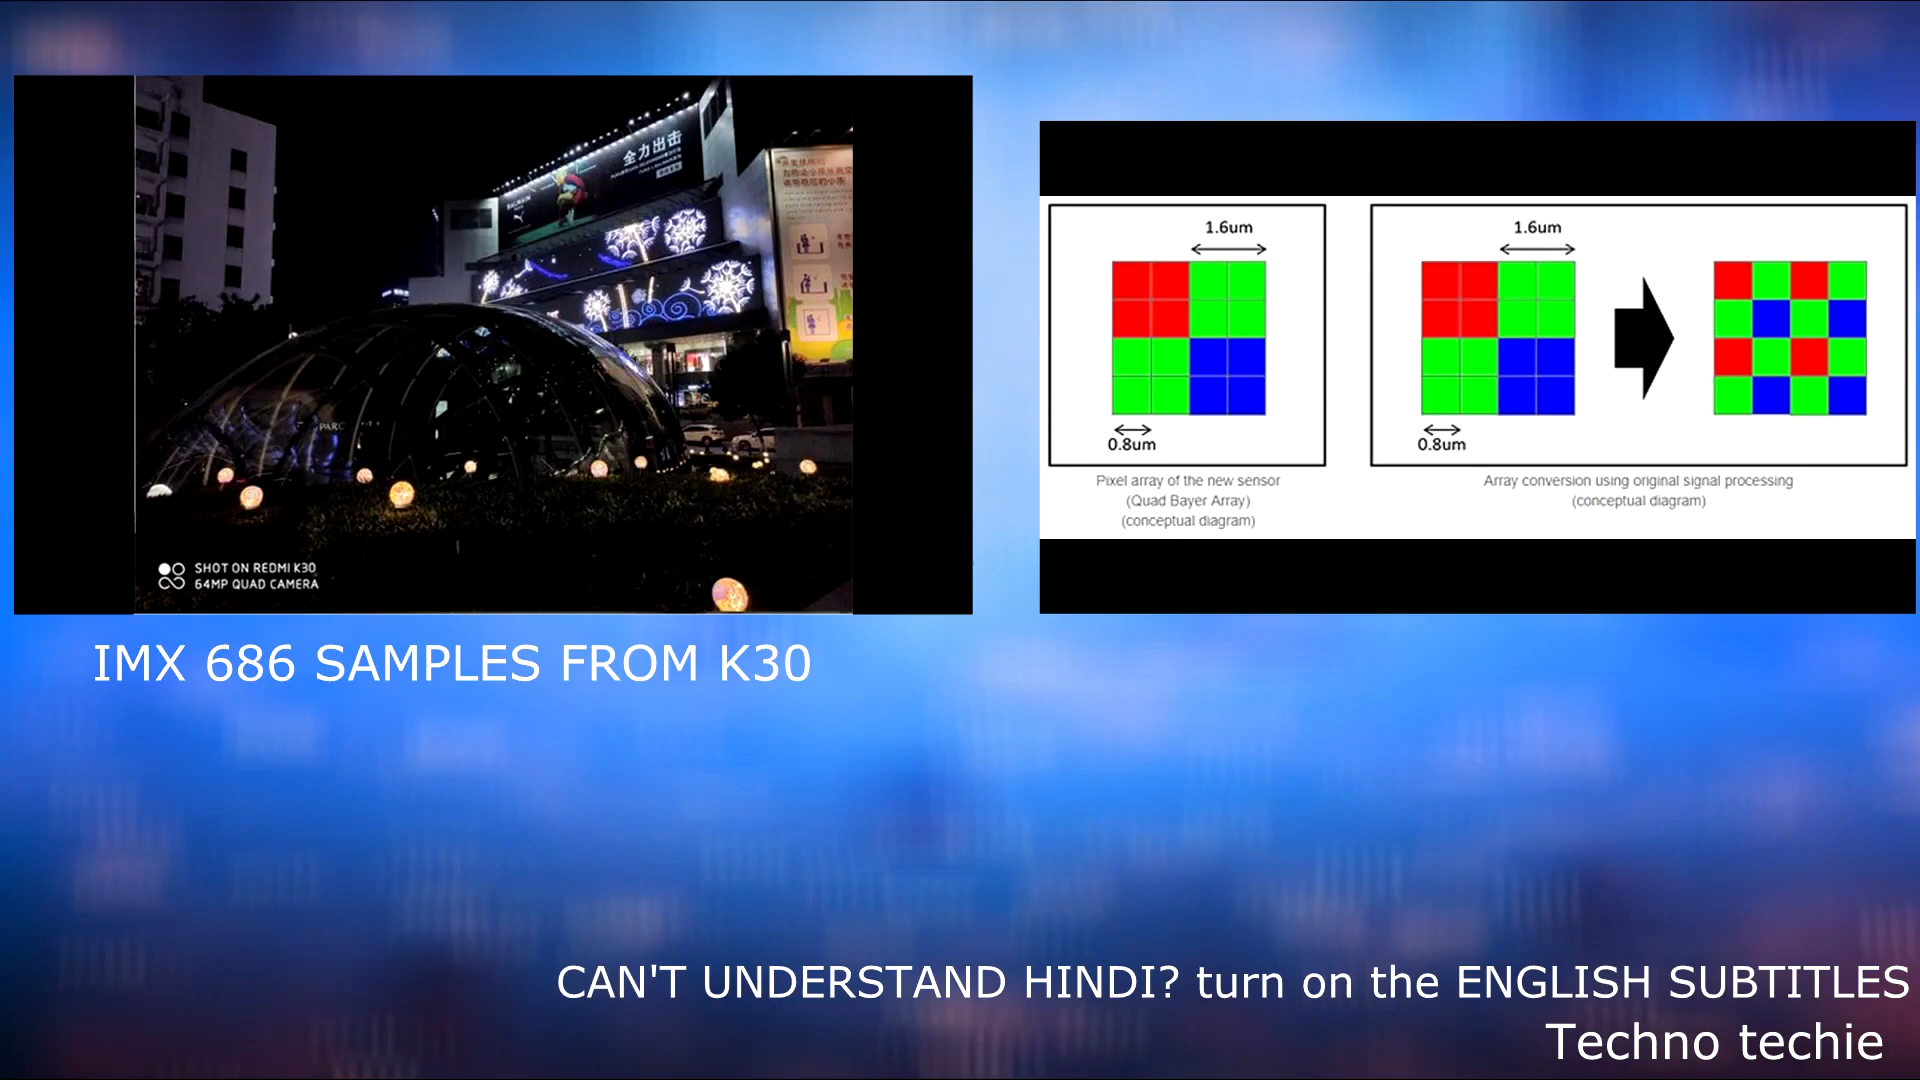 全力出击
BALMAIN
PARC
SHOT ON REDMI K30
64MP QUAD CAMERA
IMX 686 SAMPLES FROM K30
1.6um
0.8um
Pixel array of the new sensor
(Quad Bayer Array)
(conceptual diagram)
1.6um
0.8um
Array conversion using original signal processing
(conceptual diagram)
CAN'T UNDERSTAND HINDI? turn on the ENGLISH SUBTITLES
Techno techie